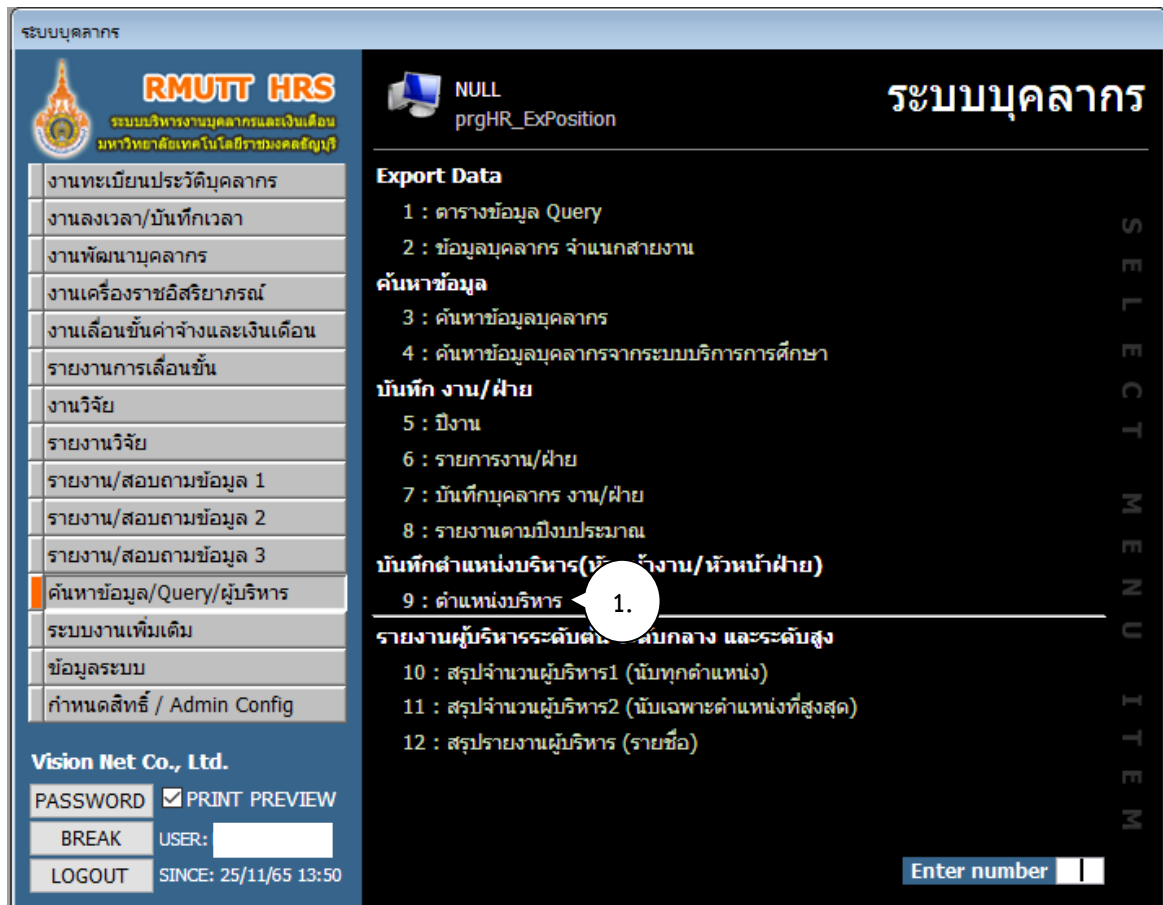 ระบบบุคลากร
RMUTT HRS
ระบบบริหารงานบุคลากรและเงินเดือน
มหาวิทยาลัยเทคโนโลยีราชมงคลธัญบุรี
งานทะเบียนประวัติบุคลากร
งานลงเวลา/บันทึกเวลา
งานพัฒนาบุคลากร
งานเครื่องราชอิสริยาภรณ์
งานเลื่อนขั้นค่าจ้างและเงินเดือน
รายงานการเลื่อนขั้น
งานวิจัย
รายงานวิจัย
รายงาน/สอบถามข้อมูล 1
รายงาน/สอบถามข้อมูล 2
รายงาน/สอบถามข้อมูล 3
ค้นหาข้อมูล/Query/ผู้บริหาร
ระบบงานเพิ่มเติม
ข้อมูลระบบ
กำหนดสิทธิ์ / Admin Config
Vision Net Co., Ltd.
PASSWORD PRINT PREVIEW
BREAK USER:
LOGOUT SINCE: 25/11/65 13:50
NULL
prgHR_ExPosition
ระบบบุคลากร
Export Data
1 : ตารางข้อมูล Query
2 : ข้อมูลบุคลากร จำแนกสายงาน
ค้นหาข้อมูล
3 : ค้นหาข้อมูลบุคลากร
4 : ค้นหาข้อมูลบุคลากรจากระบบบริการการศึกษา
บันทึก งาน/ฝ่าย
5 : ปีงาน
6 : รายการงาน/ฝ่าย
7 : บันทึกบุคลากร งาน/ฝ่าย
8 : รายงานตามปีงบประมาณ
บันทึกตำแหน่งบริหาร(หัวหน้างาน/หัวหน้าฝ่าย)
9 : ตำแหน่งบริหาร
1.
รายงานผู้บริหารระดับต้น ระดับกลาง และระดับสูง
10 : สรุปจำนวนผู้บริหาร1 (นับทุกตำแหน่ง)
11 : สรุปจำนวนผู้บริหาร2 (นับเฉพาะตำแหน่งที่สูงสุด)
12 : สรุปรายงานผู้บริหาร (รายชื่อ)
SELECT MENU ITEM
Enter number